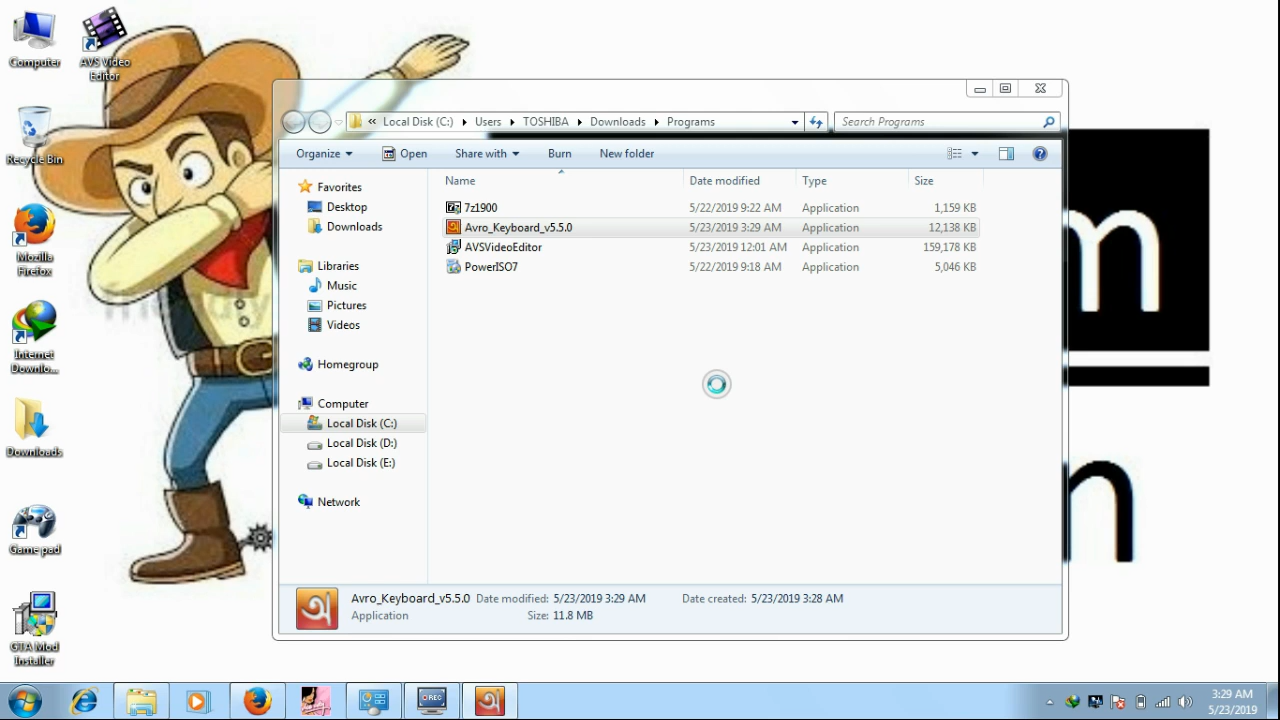 Computer
AVS Video
Editor
Recycle Bin
Mozilla
Firefox
Internet
Downlo...
Downloads
Game pad
GTA Mod
Installer
« Local Disk (C:) ▸ Users ▸ TOSHIBA ▸ Downloads ▸ Programs
Search Programs
Organize Open Share with Burn New folder
Favorites
Desktop
Downloads
Libraries
Music
Pictures
Videos
Homegroup
Computer
Local Disk (C:)
Local Disk (D:)
Local Disk (E:)
Network
Name Date modified Type Size
7z1900 5/22/2019 9:22 AM Application 1,159 KB
Avro_Keyboard_v5.5.0 5/23/2019 3:29 AM Application 12,138 KB
AVSVideoEditor 5/23/2019 12:01 AM Application 159,178 KB
PowerISO7 5/22/2019 9:18 AM Application 5,046 KB
অ
Avro_Keyboard_v5.5.0 Date modified: 5/23/2019 3:29 AM Date created: 5/23/2019 3:28 AM
Application Size: 11.8 MB
m
n
REC
অ
3:29 AM
5/23/2019